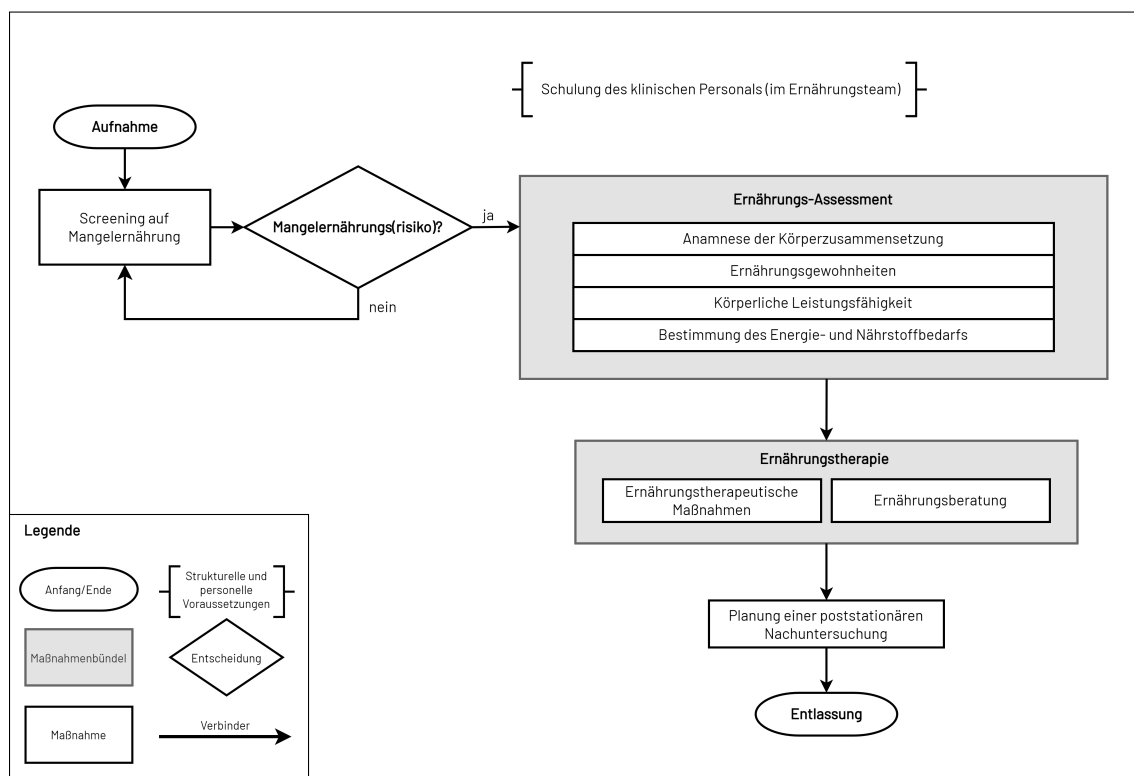 Schulung des klinischen Personals (im Ernährungsteam)
Aufnahme
Screening auf
Mangelernährung
Mangelernährungs(risiko)?
ja
nein
Ernährungs-Assessment
Anamnese der Körperzusammensetzung
Ernährungsgewohnheiten
Körperliche Leistungsfähigkeit
Bestimmung des Energie- und Nährstoffbedarfs
Ernährungstherapie
Ernährungstherapeutische
Maßnahmen
Ernährungsberatung
Planung einer poststationären
Nachuntersuchung
Entlassung
Legende
Anfang/Ende
Strukturelle und
personelle
Voraussetzungen
Maßnahmenbündel
Entscheidung
Maßnahme
Verbinder